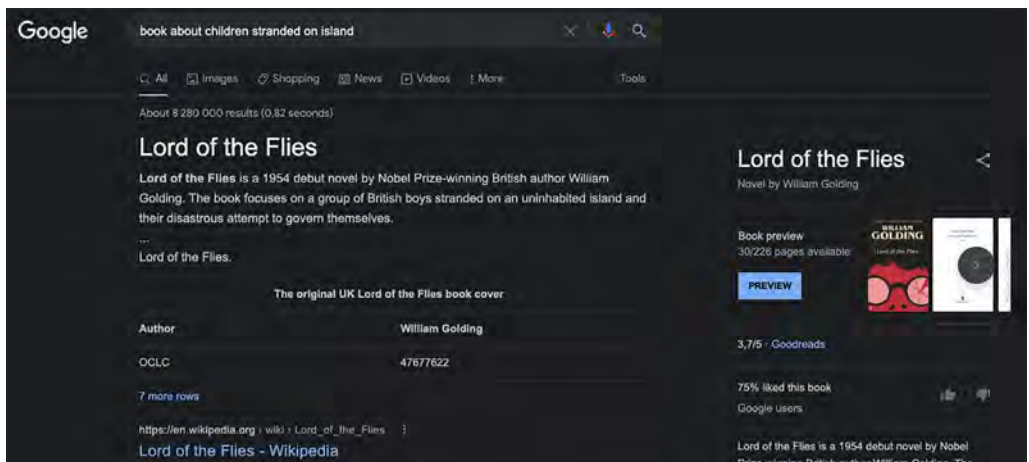 Google
book about children stranded on island
All Images Shopping News Videos More Tools
About 8 280 000 results (0,82 seconds)
Lord of the Flies
Lord of the Flies is a 1954 debut novel by Nobel Prize-winning British author William
Golding. The book focuses on a group of British boys stranded on an uninhabited island and
their disastrous attempt to govern themselves.
...
Lord of the Flies.
The original UK Lord of the Flies book cover
Author William Golding
OCLC 47677622
7 more rows
https://en.wikipedia.org › wiki › Lord_of_the_Flies
Lord of the Flies - Wikipedia
Lord of the Flies
Novel by William Golding
Book preview
30/226 pages available
PREVIEW
WILLIAM
GOLDING
Lord of the Flies
3,7/5 · Goodreads
75% liked this book
Google users
Lord of the Flies is a 1954 debut novel by Nobel
Prize-winning British author William Golding. The